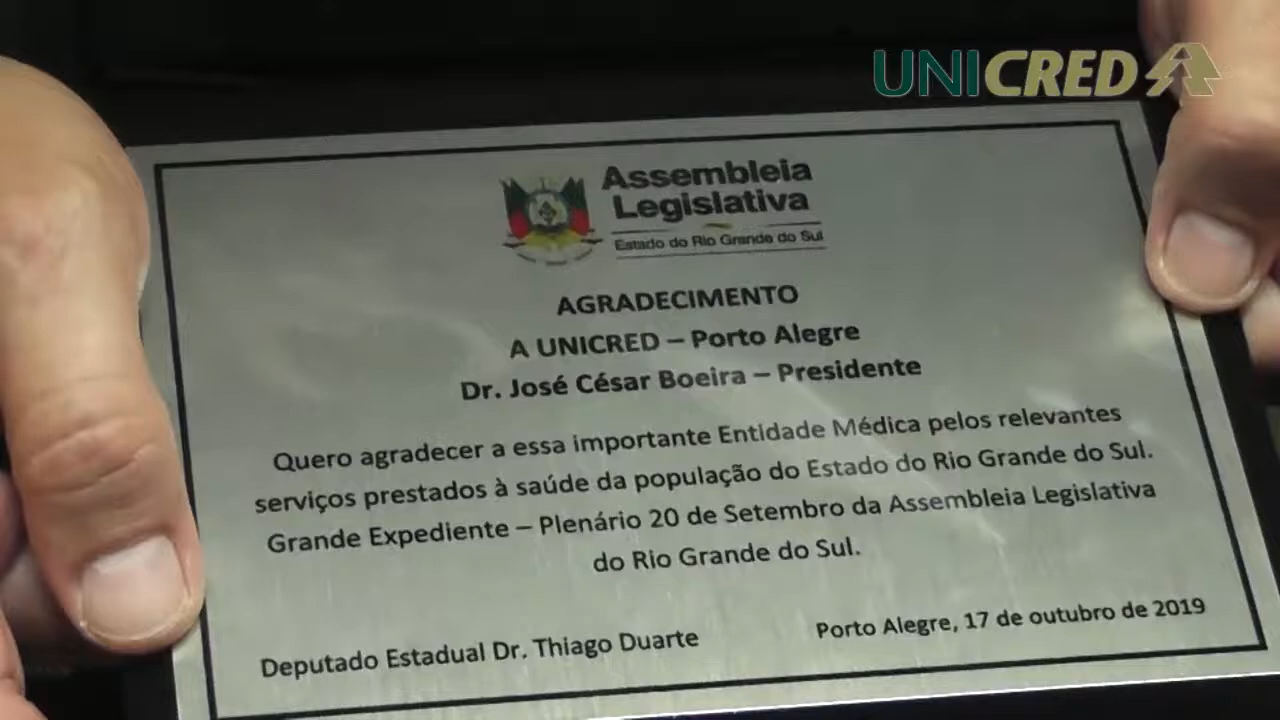 UNICRED
Assembleia
Legislativa
Estado do Rio Grande do Sul
AGRADECIMENTO
A UNICRED – Porto Alegre
Dr. José César Boeira – Presidente
Quero agradecer a essa importante Entidade Médica pelos relevantes
serviços prestados à saúde da população do Estado do Rio Grande do Sul.
Grande Expediente – Plenário 20 de Setembro da Assembleia Legislativa
do Rio Grande do Sul.
Deputado Estadual Dr. Thiago Duarte
Porto Alegre, 17 de outubro de 2019